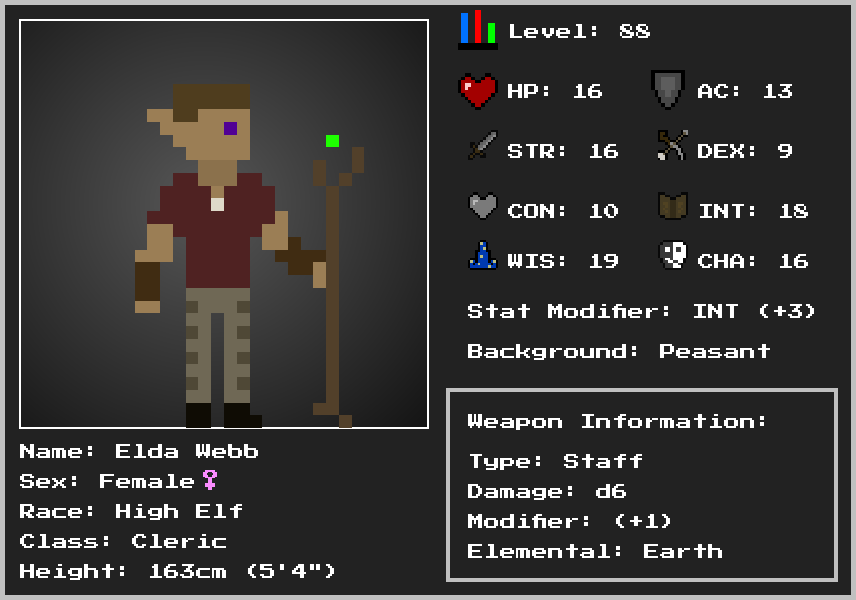 Level: 88
HP: 16
AC: 13
STR: 16
DEX: 9
CON: 10
INT: 18
WIS: 19
CHA: 16
Stat Modifier: INT (+3)
Background: Peasant
Weapon Information:
Type: Staff
Damage: d6
Modifier: (+1)
Elemental: Earth
Name: Elda Webb
Sex: Female♀
Race: High Elf
Class: Cleric
Height: 163cm (5'4")